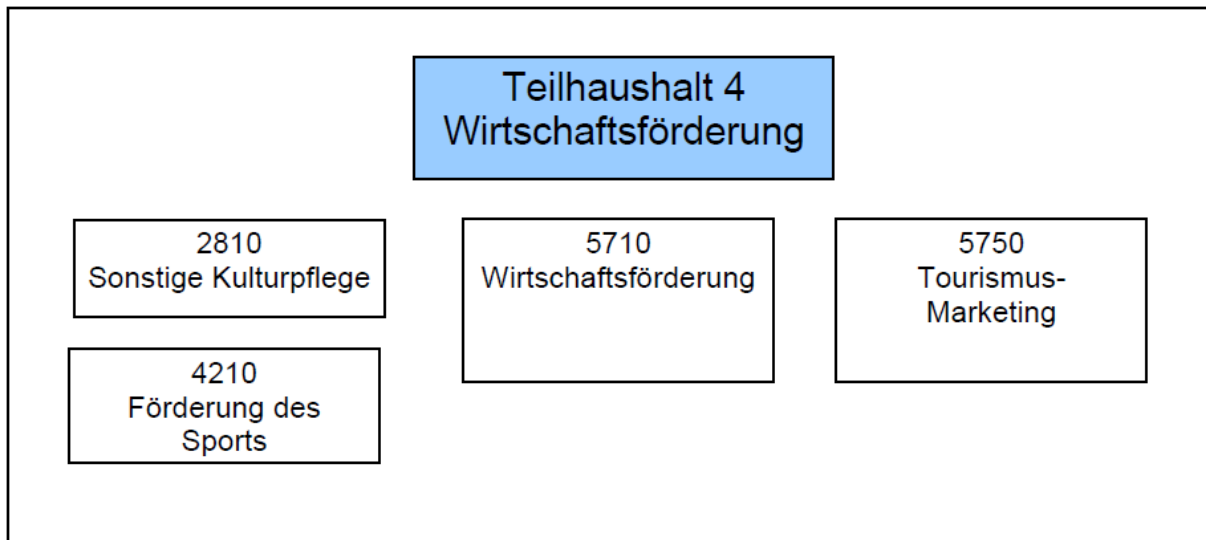 Teilhaushalt 4
Wirtschaftsförderung
2810
Sonstige Kulturpflege
4210
Förderung des
Sports
5710
Wirtschaftsförderung
5750
Tourismus-
Marketing